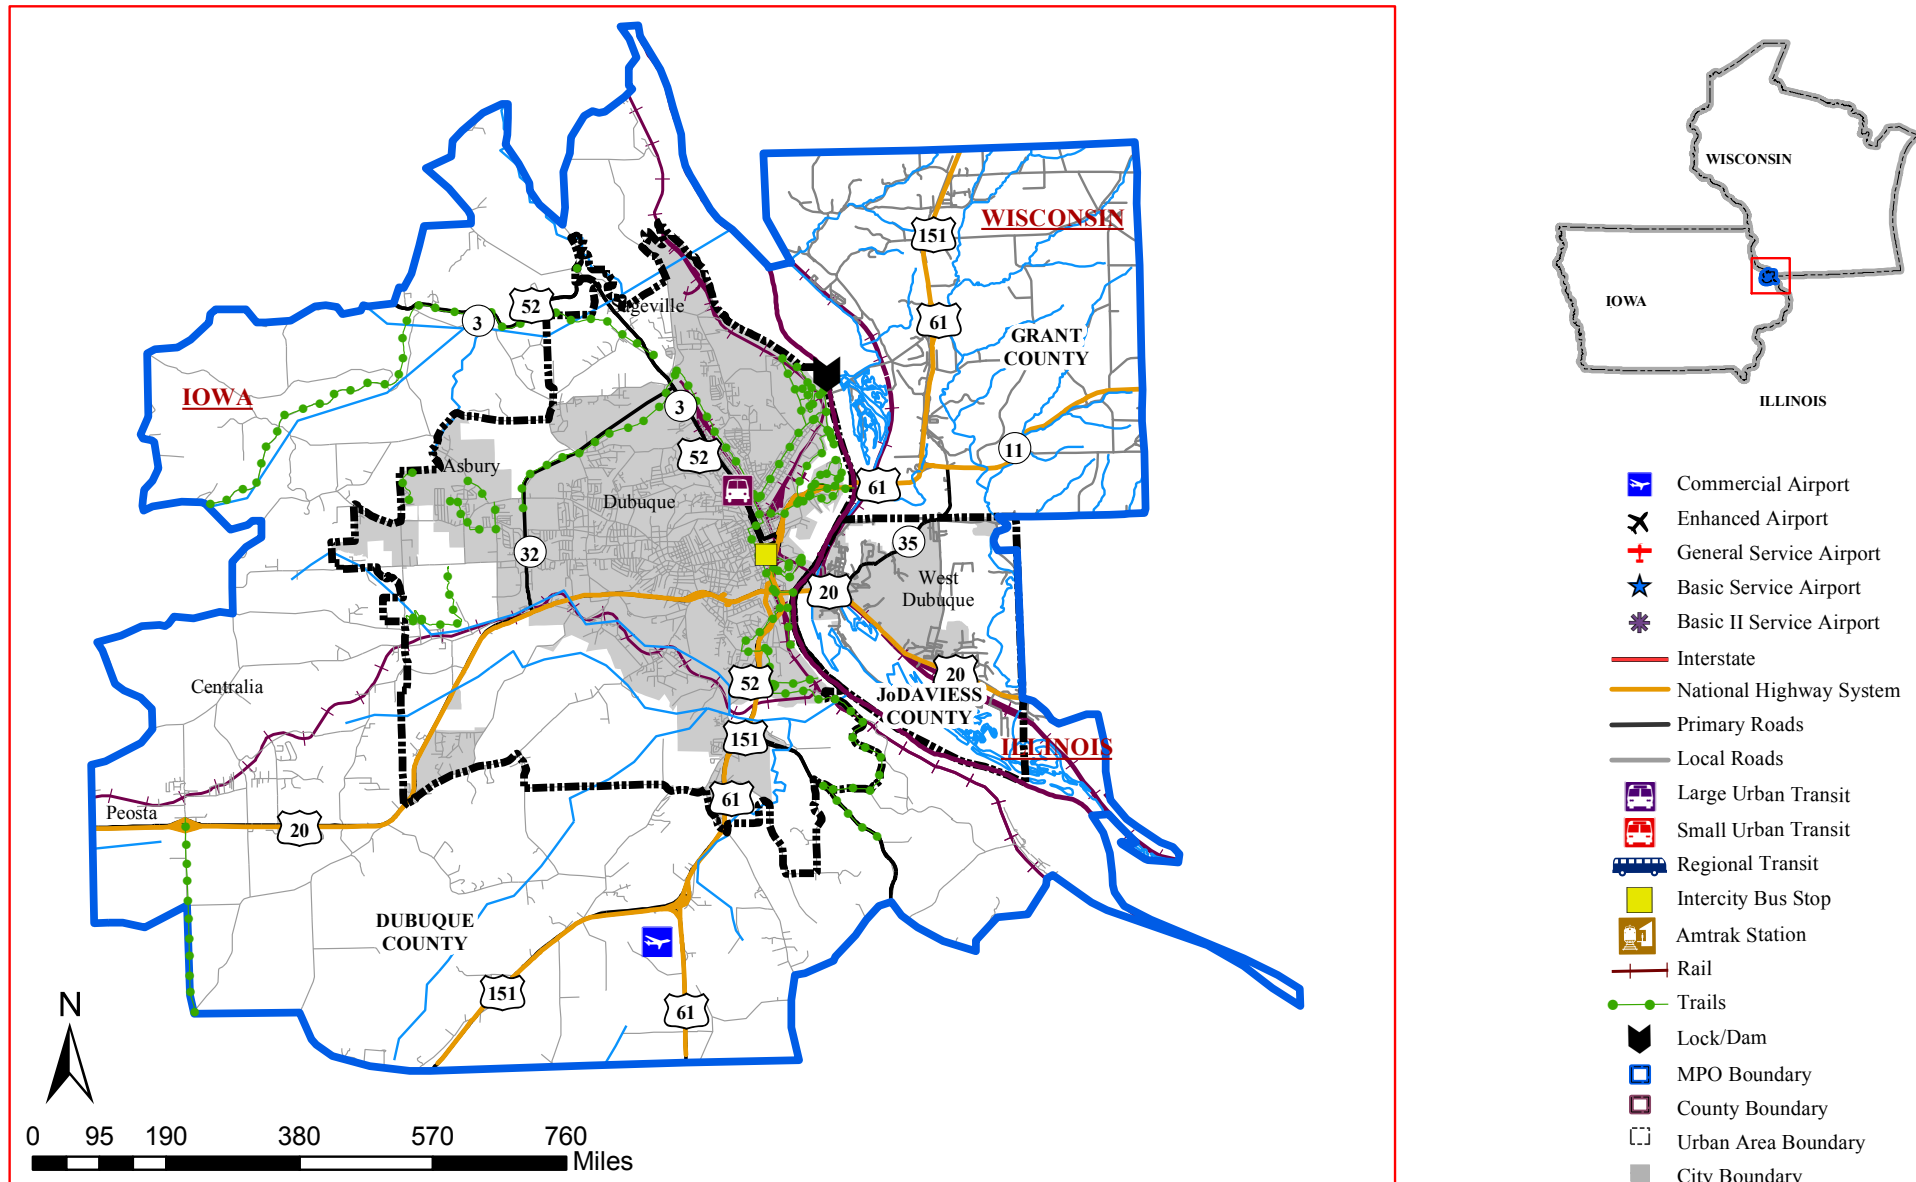 WISCONSIN
151
61
GRANT
COUNTY
11
52
3
Sageville
IOWA
3
52
Asbury
Dubuque
61
32
35
West
Dubuque
20
20
JoDAVIESS
COUNTY
ILLINOIS
Centralia
52
151
61
Peosta
20
DUBUQUE
COUNTY
151
61
N
0 95 190 380 570 760
Miles
WISCONSIN
IOWA
ILLINOIS
Commercial Airport
Enhanced Airport
General Service Airport
Basic Service Airport
Basic II Service Airport
Interstate
National Highway System
Primary Roads
Local Roads
Large Urban Transit
Small Urban Transit
Regional Transit
Intercity Bus Stop
Amtrak Station
Rail
Trails
Lock/Dam
MPO Boundary
County Boundary
Urban Area Boundary
City Boundary